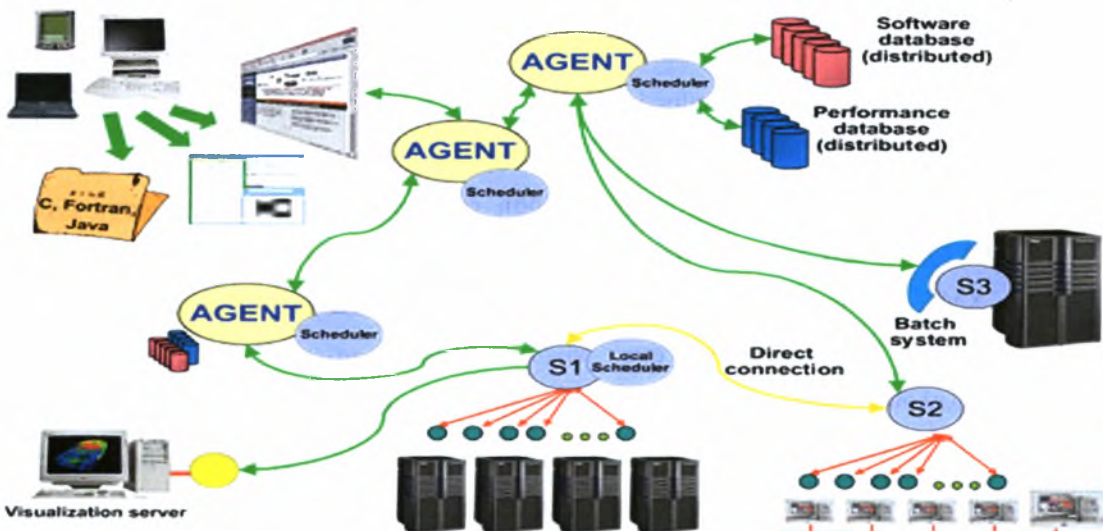 Software
database
(distributed)
AGENT
Scheduler
Performance
database
(distributed)
AGENT
Scheduler
C, Fortran,
Java
AGENT
Scheduler
S3
Batch
system
S1
Local
Scheduler
Direct
connection
S2
Visualization server